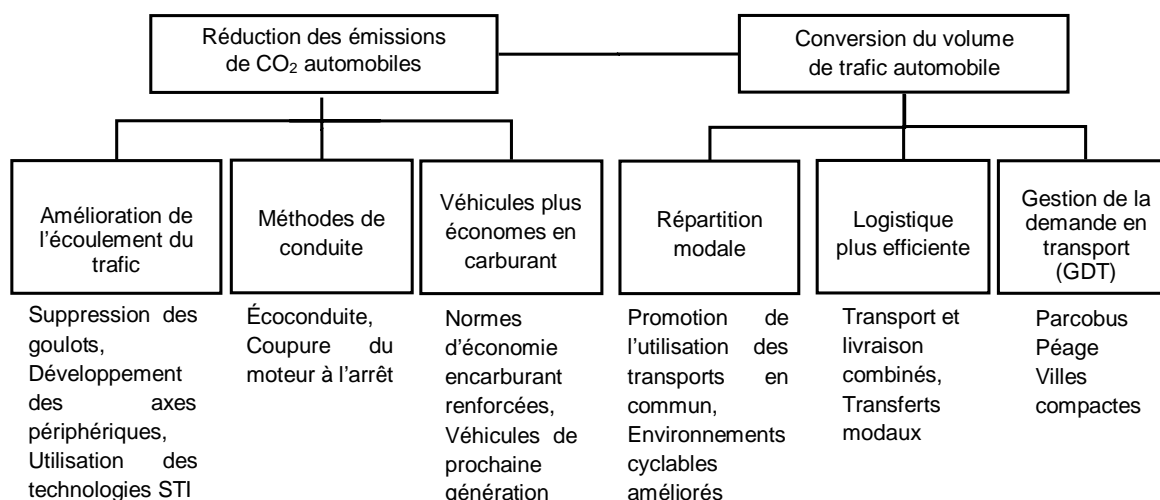 Réduction des émissions
de CO₂ automobiles
Conversion du volume
de trafic automobile
Amélioration de
l’écoulement du
trafic
Méthodes de
conduite
Véhicules plus
économes en
carburant
Répartition
modale
Logistique
plus efficiente
Gestion de la
demande en
transport
(GDT)
Suppression des
goulots,
Développement
des axes
périphériques,
Utilisation des
technologies STI
Écoconduite,
Coupure du
moteur à l’arrêt
Normes
d’économie
encarburant
renforcées,
Véhicules de
prochaine
génération
Promotion de
l’utilisation des
transports en
commun,
Environnements
cyclables
améliorés
Transport et
livraison
combinés,
Transferts
modaux
Parcobus
Péage
Villes
compactes